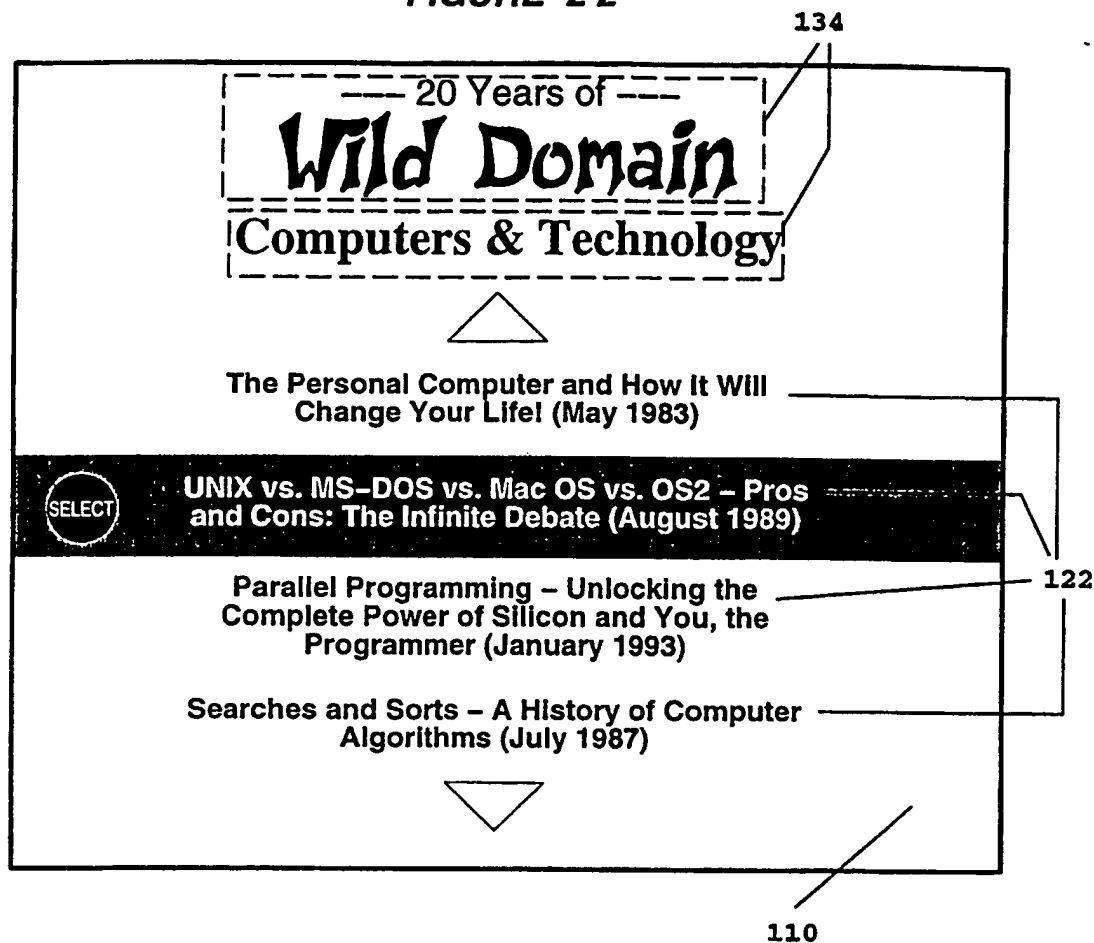 134
--- 20 Years of ---
Wild Domain
Computers & Technology
The Personal Computer and How It Will
Change Your Life! (May 1983)
SELECT
UNIX vs. MS-DOS vs. Mac OS vs. OS2 – Pros
and Cons: The Infinite Debate (August 1989)
122
Parallel Programming – Unlocking the
Complete Power of Silicon and You, the
Programmer (January 1993)
Searches and Sorts – A History of Computer
Algorithms (July 1987)
110